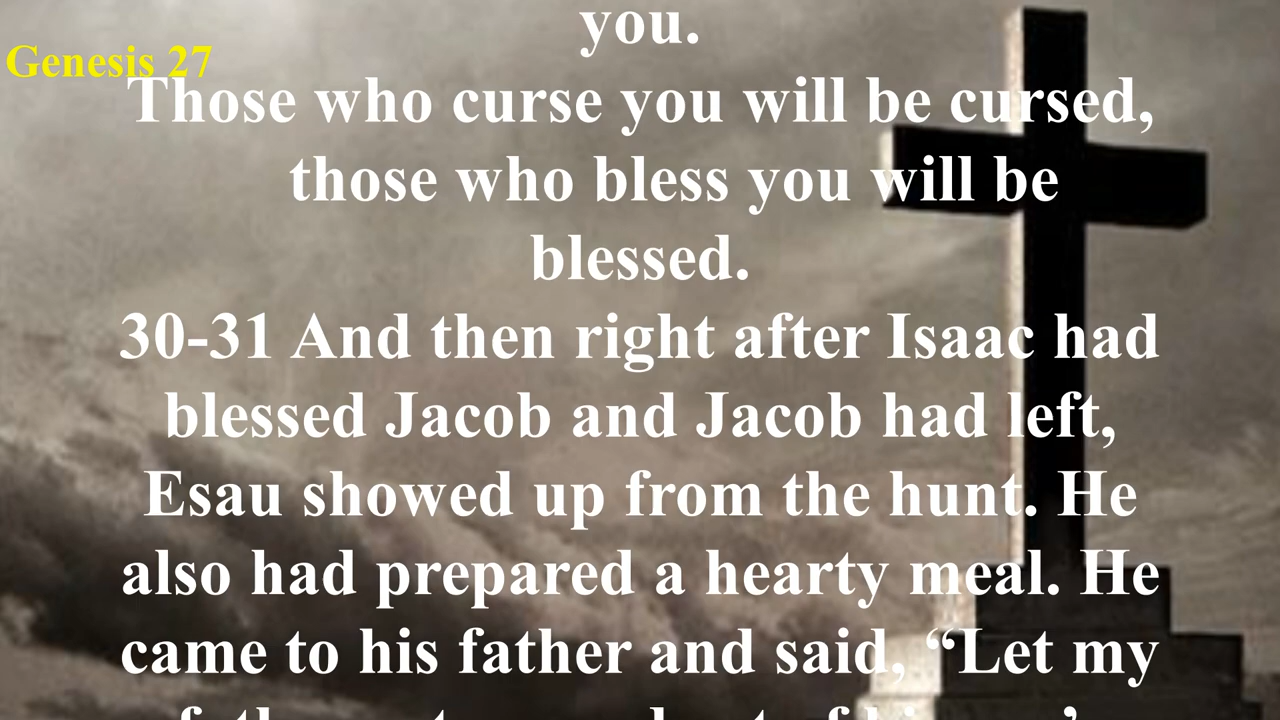 you.
Genesis 27
Those who curse you will be cursed,
those who bless you will be
blessed.
30-31 And then right after Isaac had
blessed Jacob and Jacob had left,
Esau showed up from the hunt. He
also had prepared a hearty meal. He
came to his father and said, “Let my